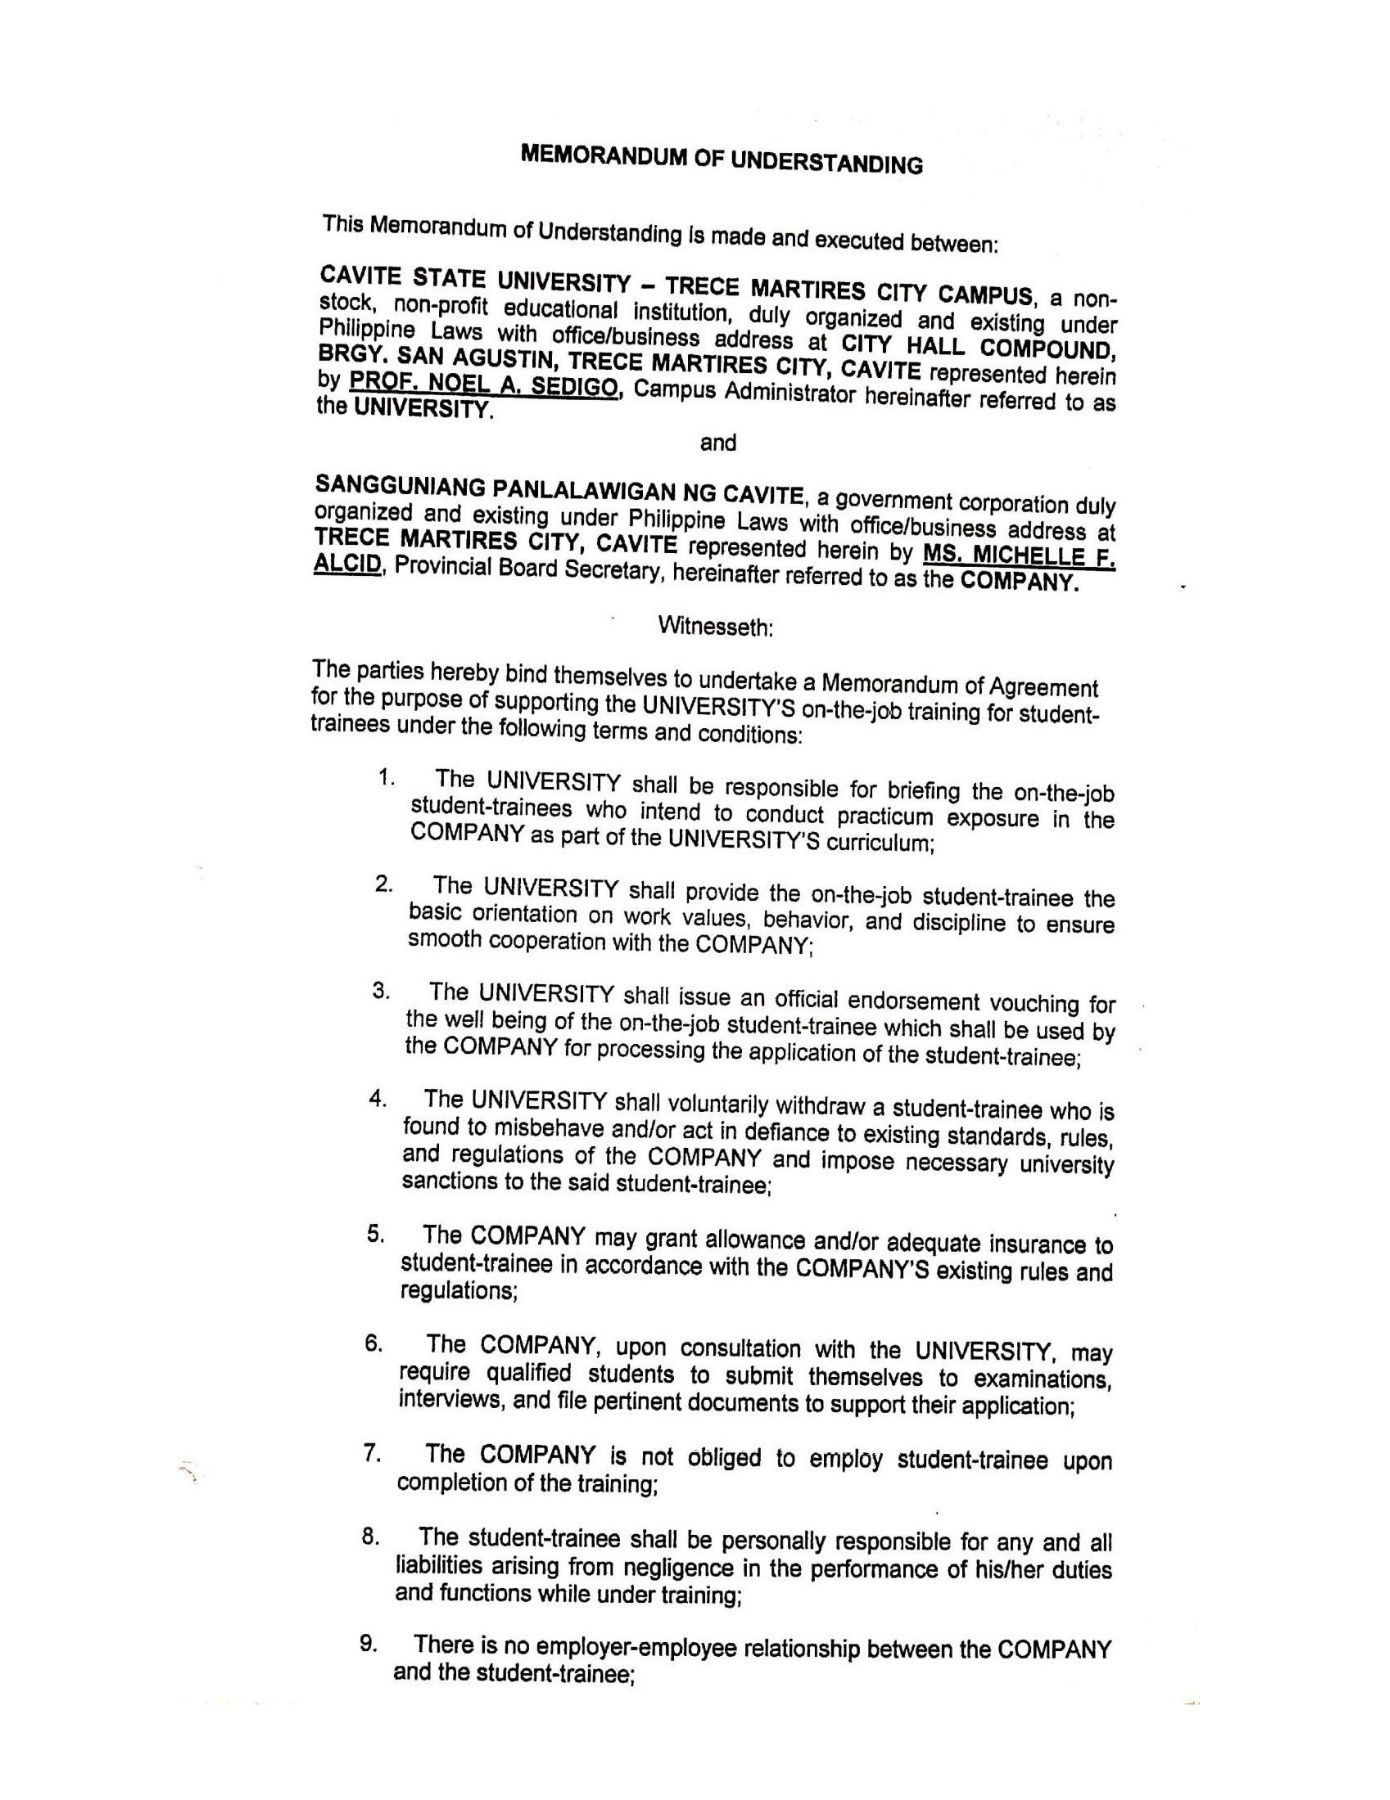 MEMORANDUM OF UNDERSTANDING
This Memorandum of Understanding is made and executed between:
CAVITE STATE UNIVERSITY – TRECE MARTIRES CITY CAMPUS, a non-
stock, non-profit educational institution, duly organized and existing under
Philippine Laws with office/business address at CITY HALL COMPOUND,
BRGY. SAN AGUSTIN, TRECE MARTIRES CITY, CAVITE represented herein
by PROF. NOEL A. SEDIGO, Campus Administrator hereinafter referred to as
the UNIVERSITY.
and
SANGGUNIANG PANLALAWIGAN NG CAVITE, a government corporation duly
organized and existing under Philippine Laws with office/business address at
TRECE MARTIRES CITY, CAVITE represented herein by MS. MICHELLE F.
ALCID, Provincial Board Secretary, hereinafter referred to as the COMPANY.
Witnesseth:
The parties hereby bind themselves to undertake a Memorandum of Agreement
for the purpose of supporting the UNIVERSITY'S on-the-job training for student-
trainees under the following terms and conditions:
1. The UNIVERSITY shall be responsible for briefing the on-the-job
student-trainees who intend to conduct practicum exposure in the
COMPANY as part of the UNIVERSITY'S curriculum;
2. The UNIVERSITY shall provide the on-the-job student-trainee the
basic orientation on work values, behavior, and discipline to ensure
smooth cooperation with the COMPANY;
3. The UNIVERSITY shall issue an official endorsement vouching for
the well being of the on-the-job student-trainee which shall be used by
the COMPANY for processing the application of the student-trainee;
4. The UNIVERSITY shall voluntarily withdraw a student-trainee who is
found to misbehave and/or act in defiance to existing standards, rules,
and regulations of the COMPANY and impose necessary university
sanctions to the said student-trainee;
5. The COMPANY may grant allowance and/or adequate insurance to
student-trainee in accordance with the COMPANY'S existing rules and
regulations;
6. The COMPANY, upon consultation with the UNIVERSITY, may
require qualified students to submit themselves to examinations,
interviews, and file pertinent documents to support their application;
7. The COMPANY is not obliged to employ student-trainee upon
completion of the training;
8. The student-trainee shall be personally responsible for any and all
liabilities arising from negligence in the performance of his/her duties
and functions while under training;
9. There is no employer-employee relationship between the COMPANY
and the student-trainee;